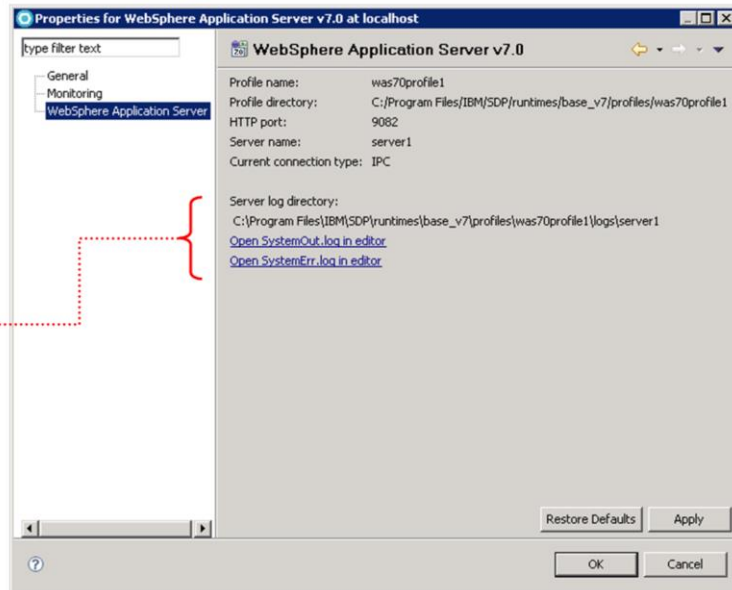 Properties for WebSphere Application Server v7.0 at localhost
type filter text
General
Monitoring
WebSphere Application Server
WebSphere Application Server v7.0
Profile name: was70profile1
Profile directory: C:/Program Files/IBM/SDP/runtimes/base_v7/profiles/was70profile1
HTTP port: 9082
Server name: server1
Current connection type: IPC
Server log directory:
C:\Program Files\IBM\SDP\runtimes\base_v7\profiles\was70profile1\logs\server1
Open SystemOut.log in editor
Open SystemErr.log in editor
Restore Defaults
Apply
OK
Cancel